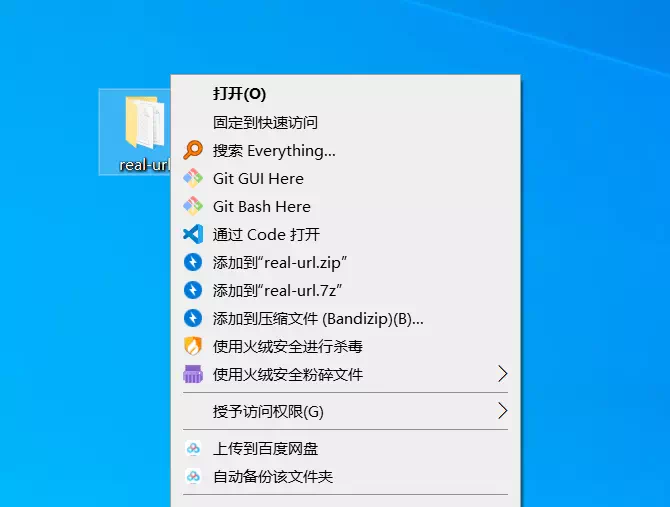 real-url
打开(O)
固定到快速访问
搜索 Everything...
Git GUI Here
Git Bash Here
通过 Code 打开
添加到“real-url.zip”
添加到“real-url.7z”
添加到压缩文件 (Bandizip)(B)...
使用火绒安全进行杀毒
使用火绒安全粉碎文件
授予访问权限(G)
上传到百度网盘
自动备份该文件夹